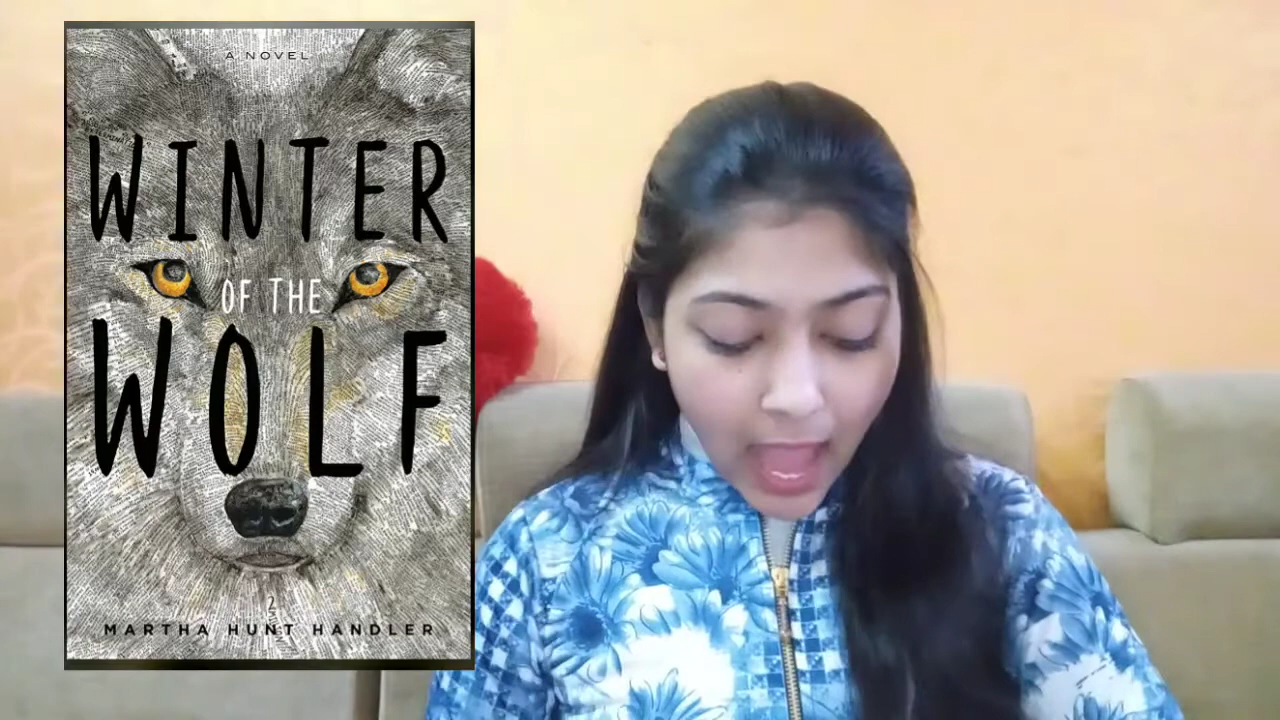 A NOVEL
WINTER
OF THE
WOLF
MARTHA HUNT HANDLER